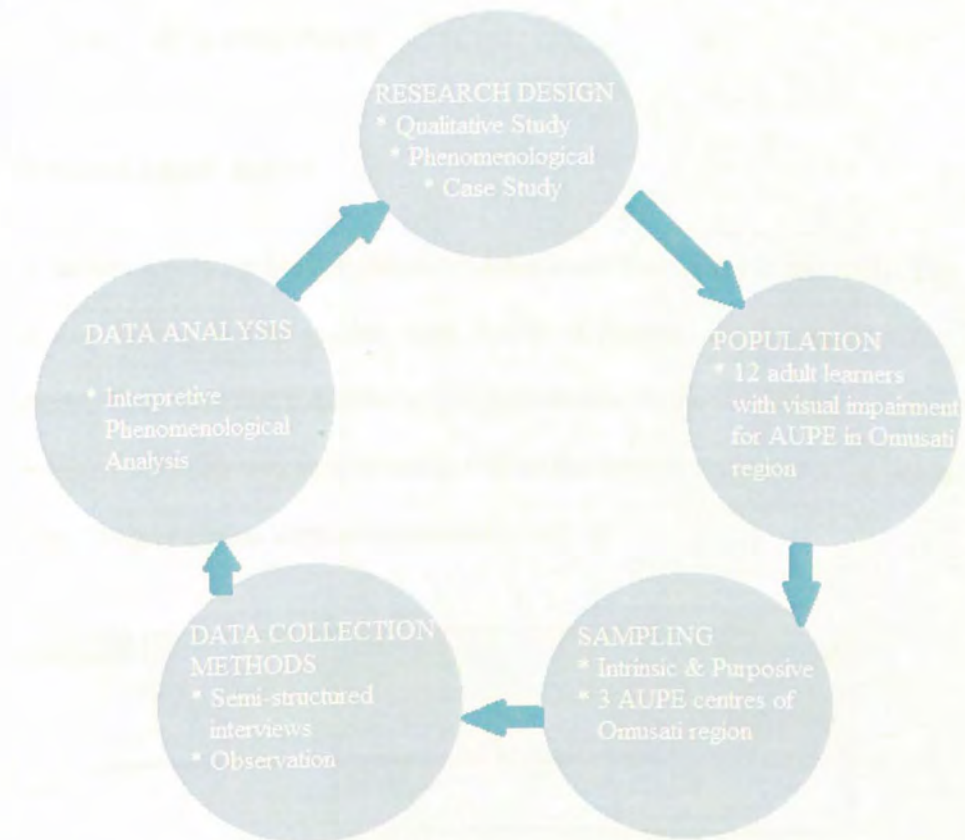 RESEARCH DESIGN
* Qualitative Study
* Phenomenological
* Case Study
POPULATION
* 12 adult learners
with visual impairment
for AUPE in Omusati
region
SAMPLING
* Intrinsic & Purposive
* 3 AUPE centres of
Omusati region
DATA COLLECTION
METHODS
* Semi-structured
interviews
* Observation
DATA ANALYSIS
* Interpretive
Phenomenological
Analysis